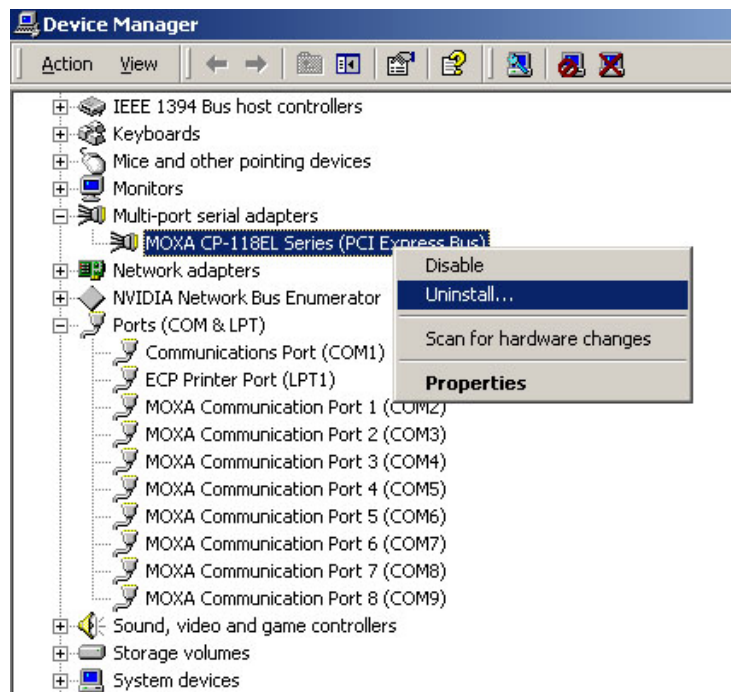 Device Manager
Action View
IEEE 1394 Bus host controllers
Keyboards
Mice and other pointing devices
Monitors
Multi-port serial adapters
MOXA CP-118EL Series (PCI Express Bus)
Disable
Uninstall...
Scan for hardware changes
Properties
Network adapters
NVIDIA Network Bus Enumerator
Ports (COM & LPT)
Communications Port (COM1)
ECP Printer Port (LPT1)
MOXA Communication Port 1 (COM2)
MOXA Communication Port 2 (COM3)
MOXA Communication Port 3 (COM4)
MOXA Communication Port 4 (COM5)
MOXA Communication Port 5 (COM6)
MOXA Communication Port 6 (COM7)
MOXA Communication Port 7 (COM8)
MOXA Communication Port 8 (COM9)
Sound, video and game controllers
Storage volumes
System devices